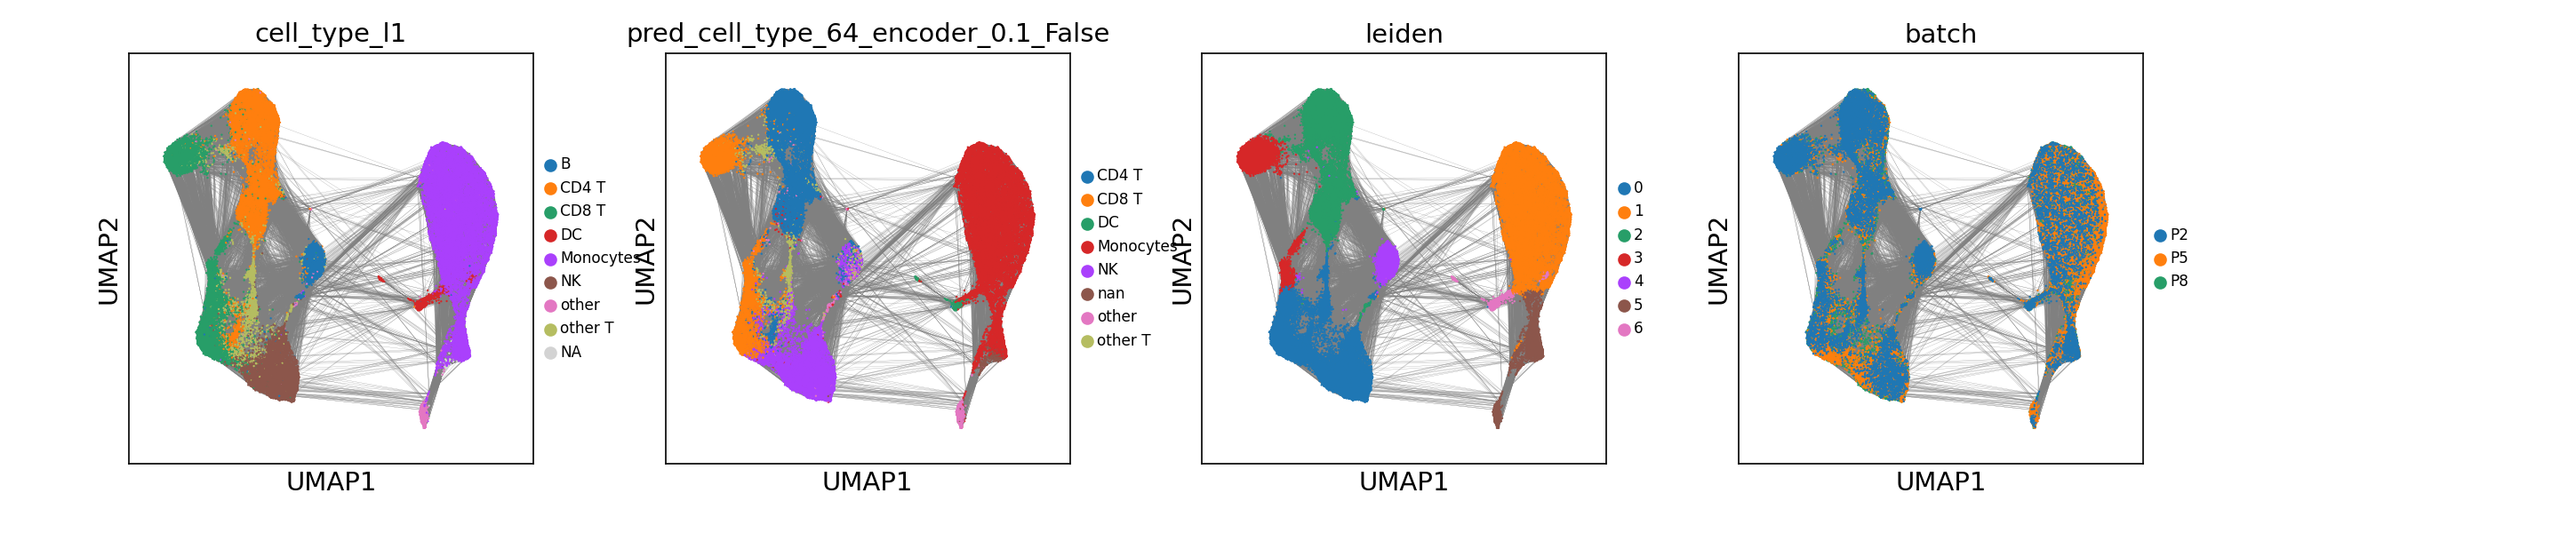 cell_type_l1
UMAP2
UMAP1
B
CD4 T
CD8 T
DC
Monocytes
NK
other
other T
NA
pred_cell_type_64_encoder_0.1_False
UMAP2
UMAP1
CD4 T
CD8 T
DC
Monocytes
NK
nan
other
other T
leiden
UMAP2
UMAP1
0
1
2
3
4
5
6
batch
UMAP2
UMAP1
P2
P5
P8